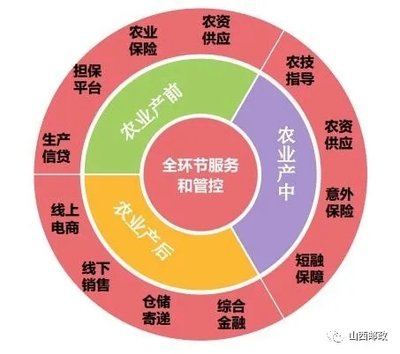 农资
供应
农业
保险
担保
平台
生产
信贷
农技
指导
农资
供应
意外
保险
短融
保障
综合
金融
仓储
寄递
线下
销售
线上
电商
农业产前
农业产中
农业产后
全环节服务
和管控
山西邮政